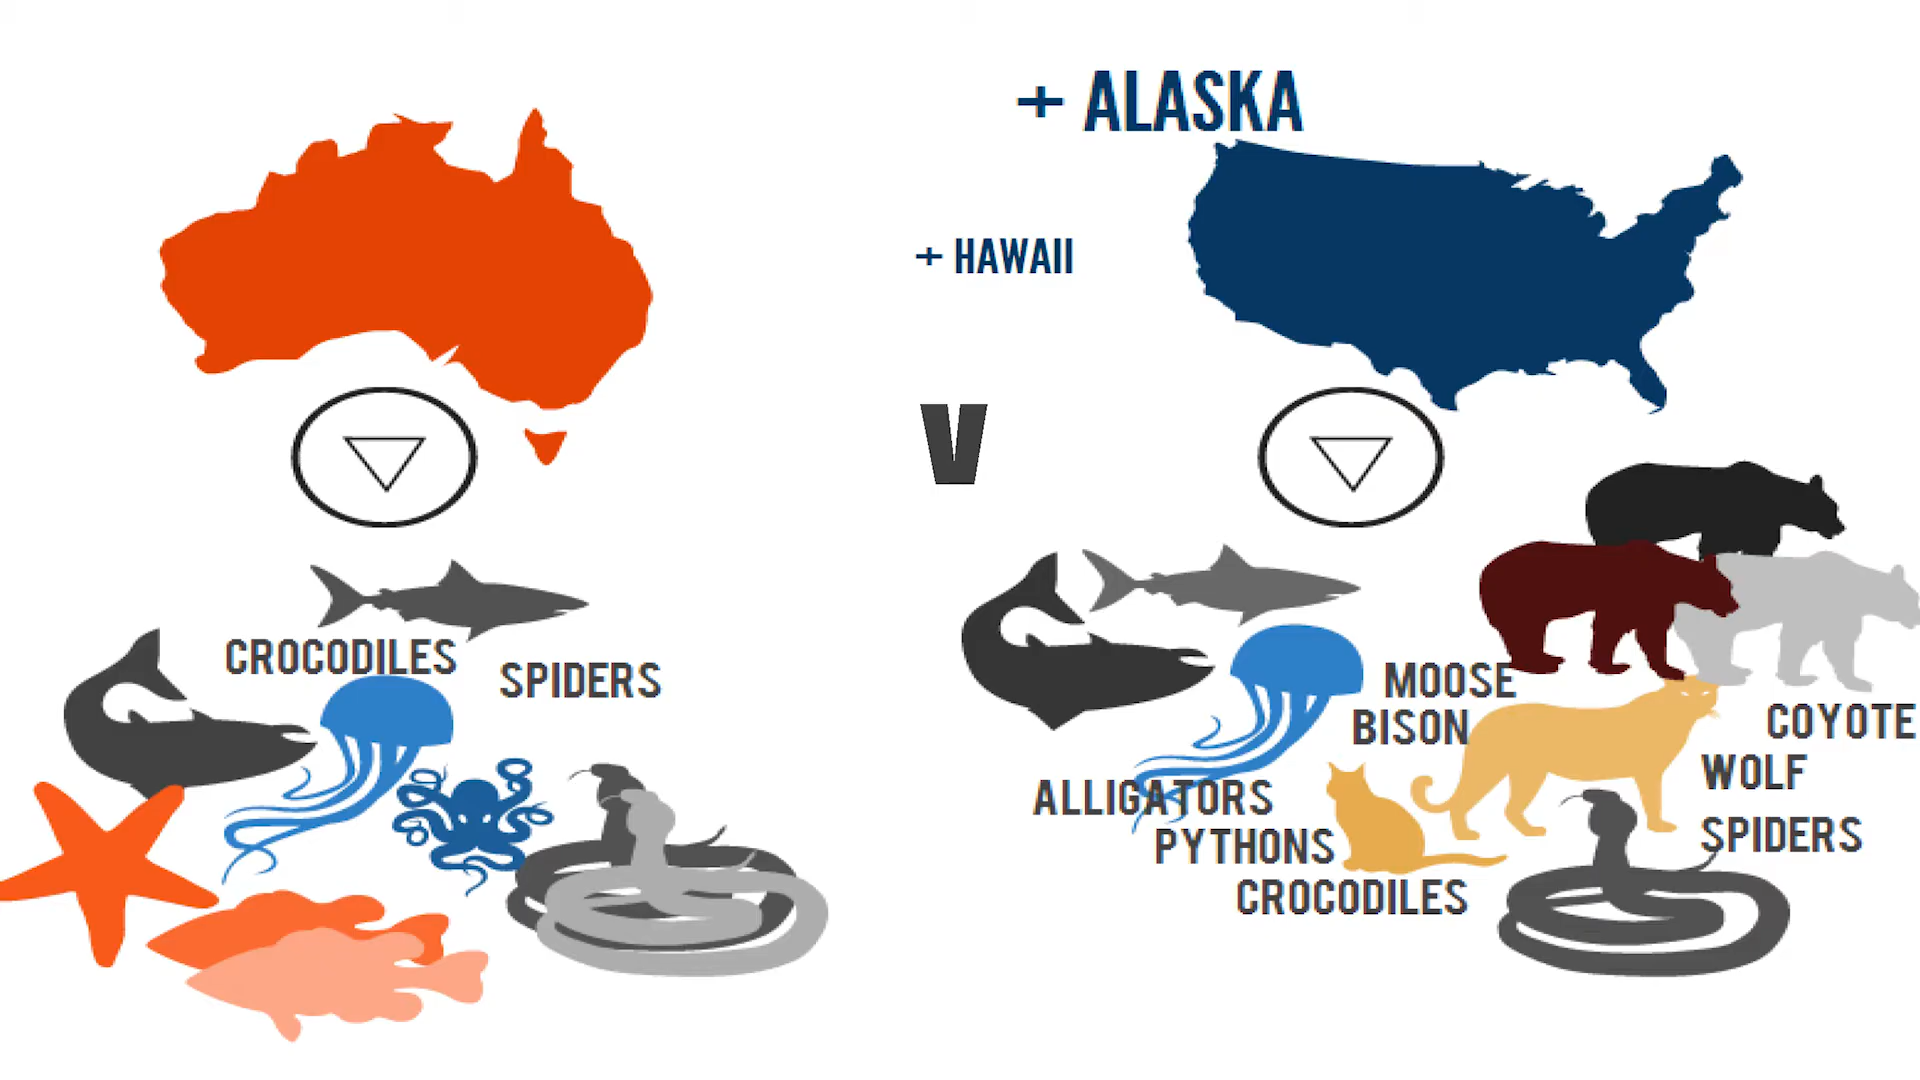 + ALASKA
+ HAWAII
V
CROCODILES
SPIDERS
MOOSE
BISON
COYOTE
WOLF
ALLIGATORS
SPIDERS
PYTHONS
CROCODILES